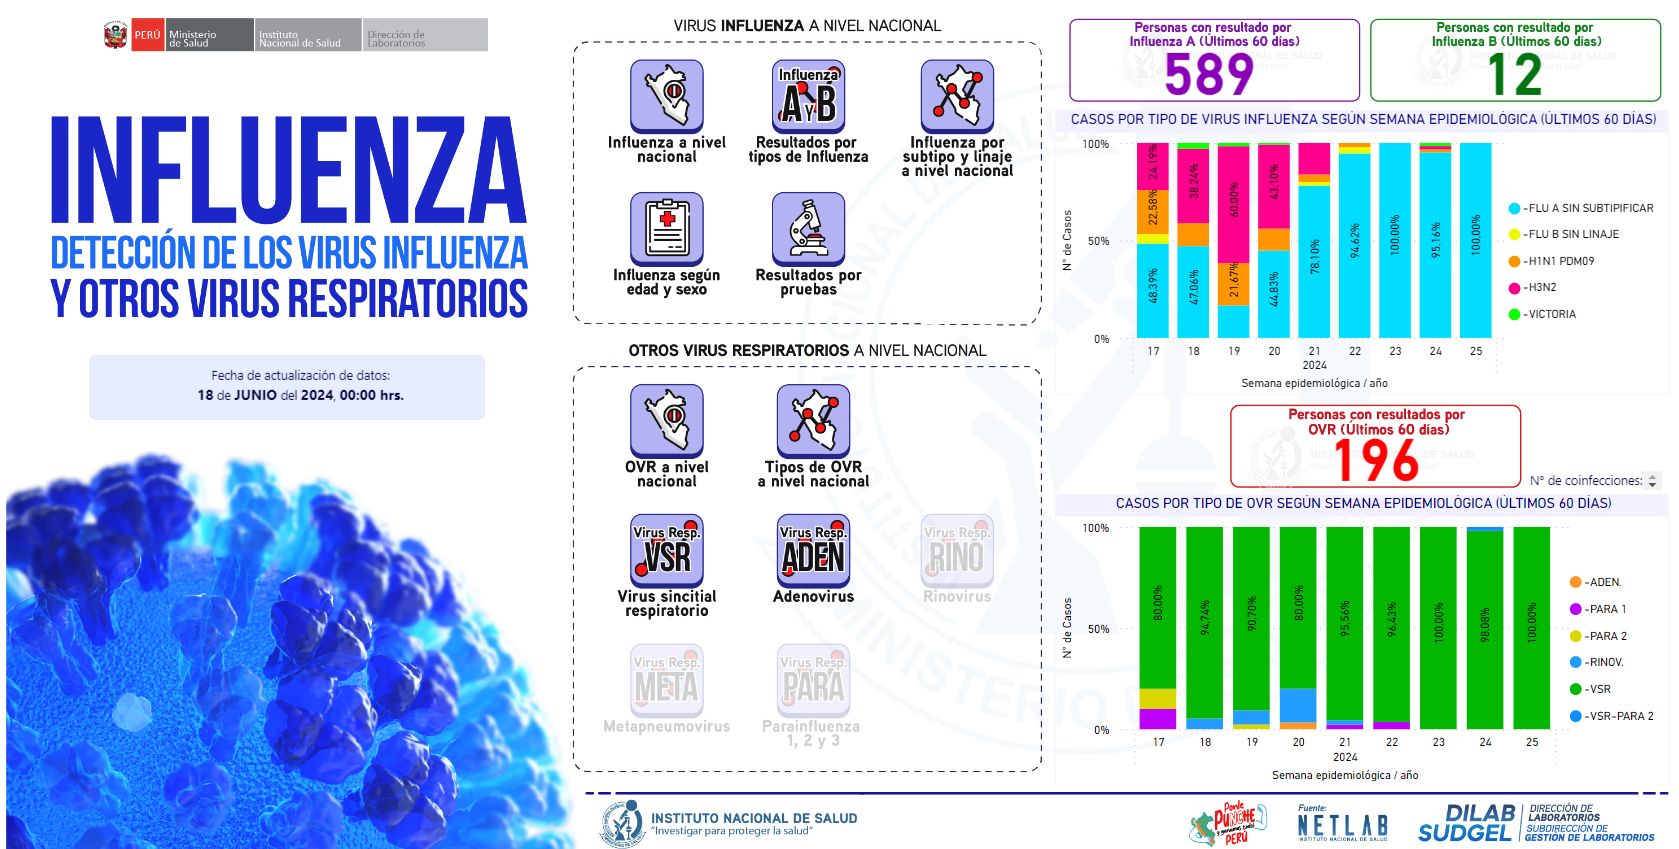 PERÚ
Ministerio
de Salud
Instituto
Nacional de Salud
Dirección de
Laboratorios
INFLUENZA
DETECCIÓN DE LOS VIRUS INFLUENZA
Y OTROS VIRUS RESPIRATORIOS
Fecha de actualización de datos:
18 de JUNIO del 2024, 00:00 hrs.
VIRUS INFLUENZA A NIVEL NACIONAL
Influenza a nivel
nacional
Influenza
A Y B
Resultados por
tipos de Influenza
Influenza por
subtipo y linaje
a nivel nacional
Influenza según
edad y sexo
Resultados por
pruebas
OTROS VIRUS RESPIRATORIOS A NIVEL NACIONAL
OVR a nivel
nacional
Tipos de OVR
a nivel nacional
Virus Resp.
VSR
Virus sincitial
respiratorio
Virus Resp.
ADEN
Adenovirus
Virus Resp.
RINO
Rinovirus
Virus Resp.
META
Metapneumovirus
Virus Resp.
PARA
Parainfluenza
1, 2 y 3
Personas con resultado por
Influenza A (Últimos 60 días)
589
Personas con resultado por
Influenza B (Últimos 60 días)
12
CASOS POR TIPO DE VIRUS INFLUENZA SEGÚN SEMANA EPIDEMIOLÓGICA (ÚLTIMOS 60 DÍAS)
N° de Casos
100%
50%
0%
48.39%
22.58%
24.19%
47.06%
38.24%
21.67%
60.00%
44.83%
43.10%
78.10%
94.62%
100.00%
95.16%
100.00%
17 18 19 20 21 22 23 24 25
2024
Semana epidemiológica / año
-FLU A SIN SUBTIPIFICAR
-FLU B SIN LINAJE
-H1N1 PDM09
-H3N2
-VICTORIA
Personas con resultados por
OVR (Últimos 60 días)
196
N° de coinfecciones:
CASOS POR TIPO DE OVR SEGÚN SEMANA EPIDEMIOLÓGICA (ÚLTIMOS 60 DÍAS)
N° de Casos
100%
50%
0%
80.00%
94.74%
90.70%
80.00%
95.56%
96.43%
100.00%
98.08%
100.00%
17 18 19 20 21 22 23 24 25
2024
Semana epidemiológica / año
-ADEN.
-PARA 1
-PARA 2
-RINOV.
-VSR
-VSR-PARA 2
INSTITUTO NACIONAL DE SALUD
"Investigar para proteger la salud"
Ponle
PUNCHE
y ganamos todos
PERÚ
Fuente:
NETLAB
INSTITUTO NACIONAL DE SALUD
DILAB
SUDGEL
DIRECCIÓN DE
LABORATORIOS
SUBDIRECCIÓN DE
GESTIÓN DE LABORATORIOS